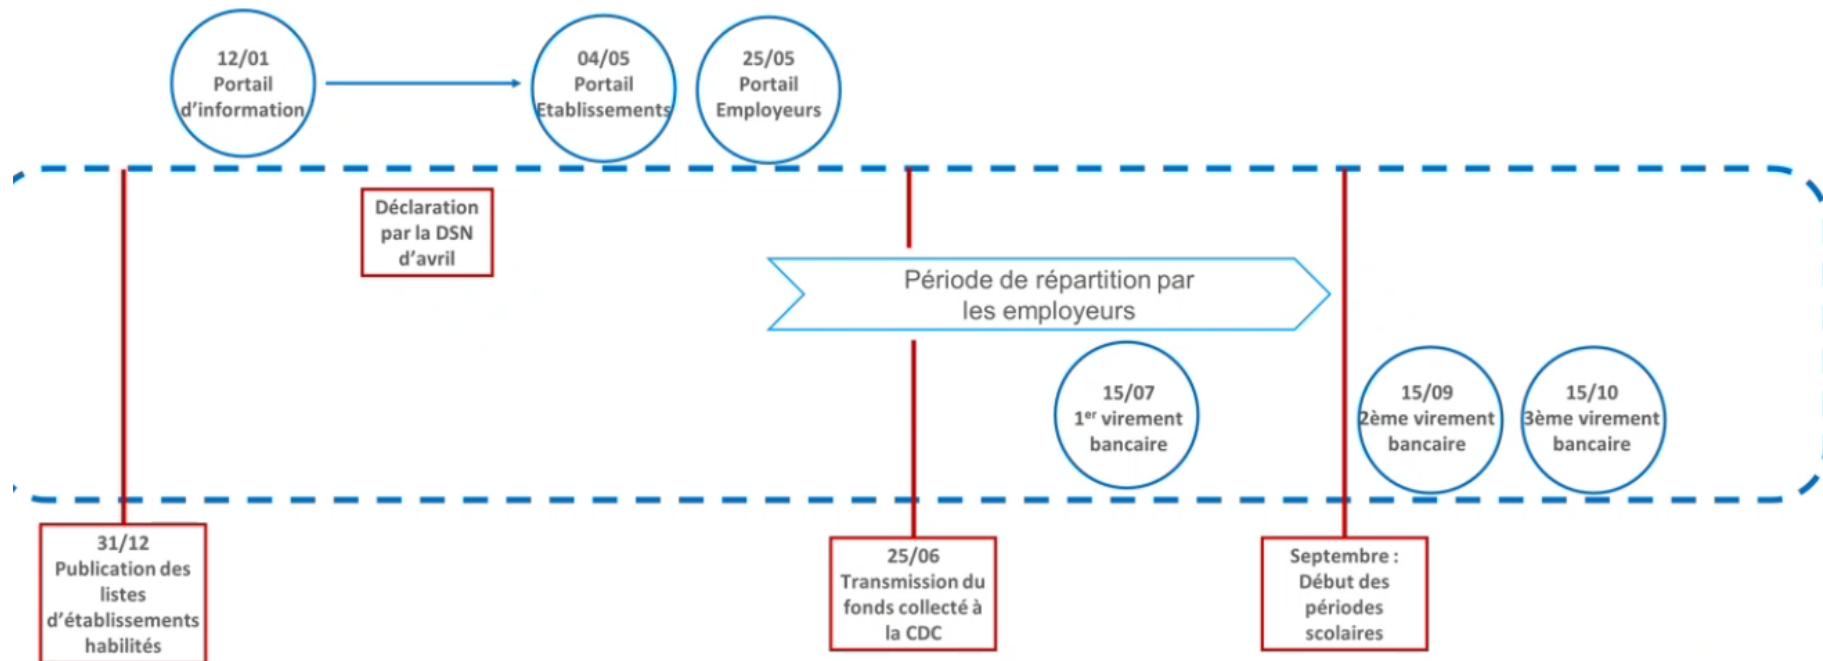 12/01
Portail
d'information
04/05
Portail
Etablissements
25/05
Portail
Employeurs
Déclaration
par la DSN
d'avril
Période de répartition par
les employeurs
15/07
1er virement
bancaire
15/09
2ème virement
bancaire
15/10
3ème virement
bancaire
31/12
Publication des
listes
d'établissements
habilités
25/06
Transmission du
fonds collecté à
la CDC
Septembre :
Début des
périodes
scolaires